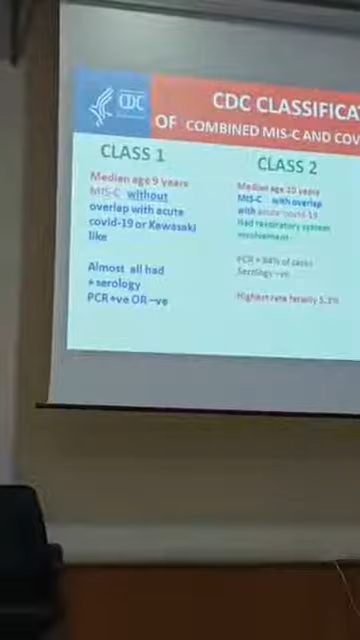 CDC
CDC CLASSIFICA
OF COMBINED MIS-C AND COV
CLASS 1
Median age 9 years
MIS-C without
overlap with acute
covid-19 or Kawasaki
like
Almost all had
+ serology
PCR +ve OR –ve
CLASS 2
Median age 10 years
MIS-C with overlap
with acute covid-19
Had respiratory system
involvement
PCR + 84% of cases
Serology –ve
Highest rate fatality 5.3%